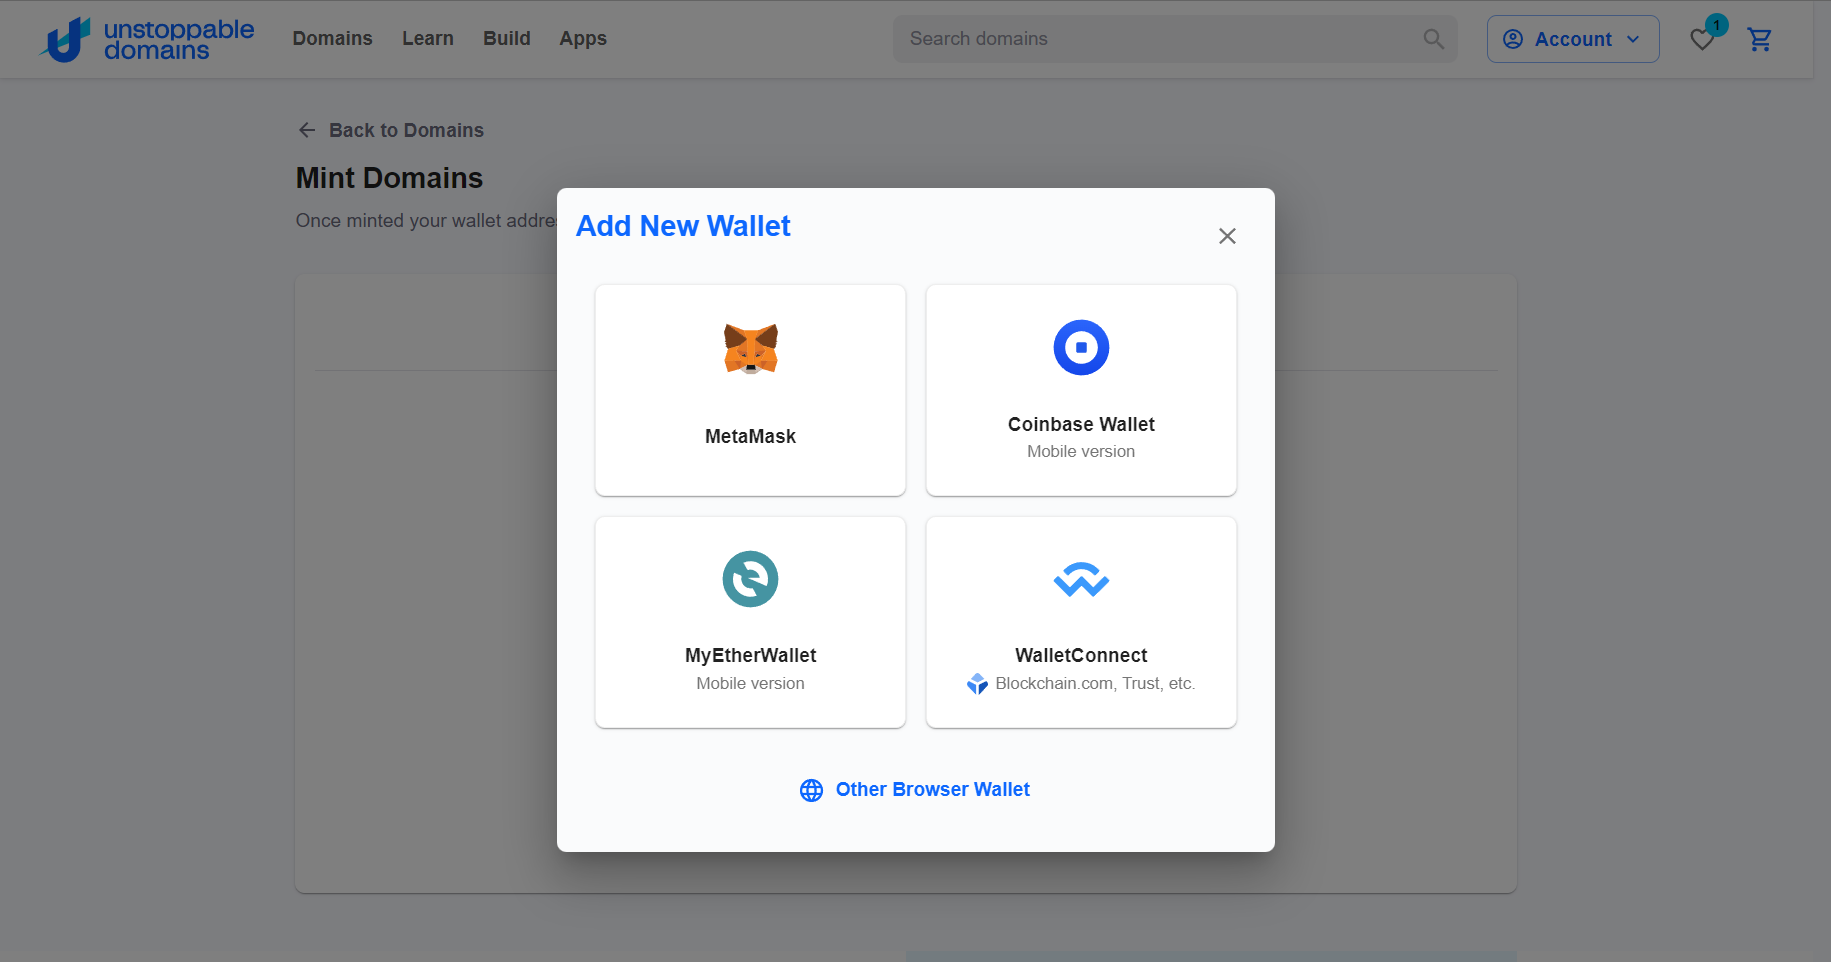 unstoppable
domains
Domains
Learn
Build
Apps
Search domains
Account
1
Back to Domains
Mint Domains
Once minted your wallet
Add New Wallet
MetaMask
Coinbase Wallet
Mobile version
MyEtherWallet
Mobile version
WalletConnect
Blockchain.com, Trust, etc.
Other Browser Wallet